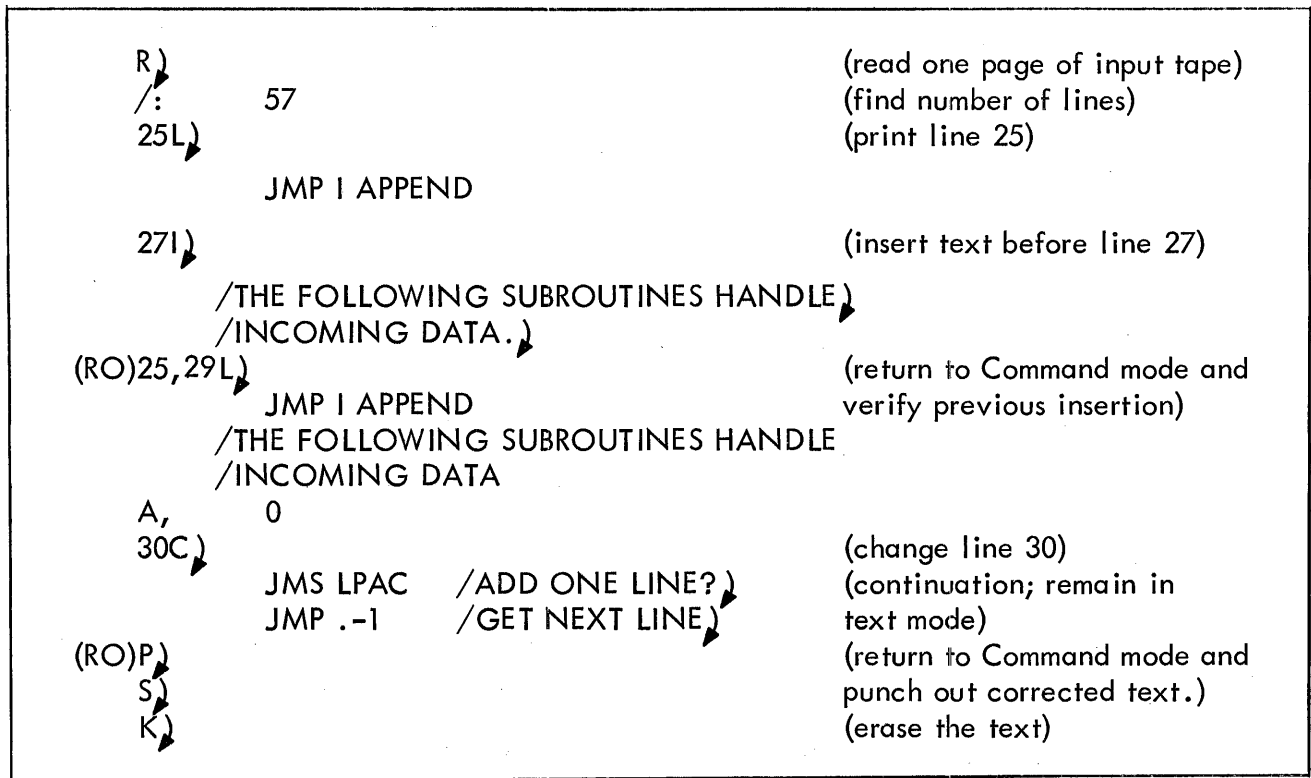 R) (read one page of input tape)
/: 57 (find number of lines)
25L) (print line 25)
JMP I APPEND
27I) (insert text before line 27)
/THE FOLLOWING SUBROUTINES HANDLE)
/INCOMING DATA.)
(RO)25,29L) (return to Command mode and
JMP I APPEND verify previous insertion)
/THE FOLLOWING SUBROUTINES HANDLE
/INCOMING DATA
A, 0
30C) (change line 30)
JMS LPAC /ADD ONE LINE?) (continuation; remain in
JMP .-1 /GET NEXT LINE) text mode)
(RO)P) (return to Command mode and
S) punch out corrected text.)
K) (erase the text)